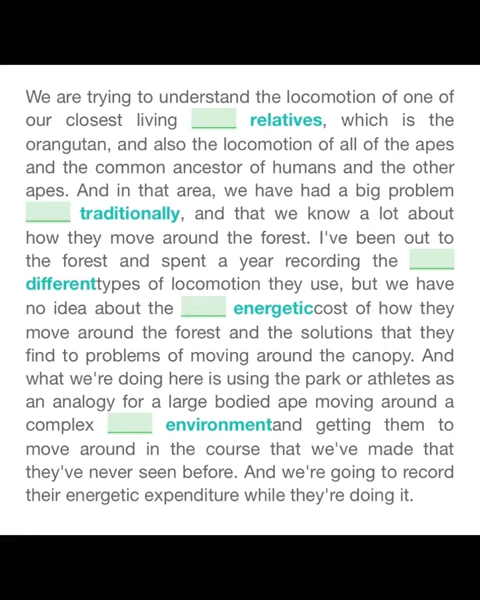 We are trying to understand the locomotion of one of
our closest living ____ relatives, which is the
orangutan, and also the locomotion of all of the apes
and the common ancestor of humans and the other
apes. And in that area, we have had a big problem
____ traditionally, and that we know a lot about
how they move around the forest. I've been out to
the forest and spent a year recording the ____
differenttypes of locomotion they use, but we have
no idea about the ____ energeticcost of how they
move around the forest and the solutions that they
find to problems of moving around the canopy. And
what we're doing here is using the park or athletes as
an analogy for a large bodied ape moving around a
complex ____ environmentand getting them to
move around in the course that we've made that
they've never seen before. And we're going to record
their energetic expenditure while they're doing it.